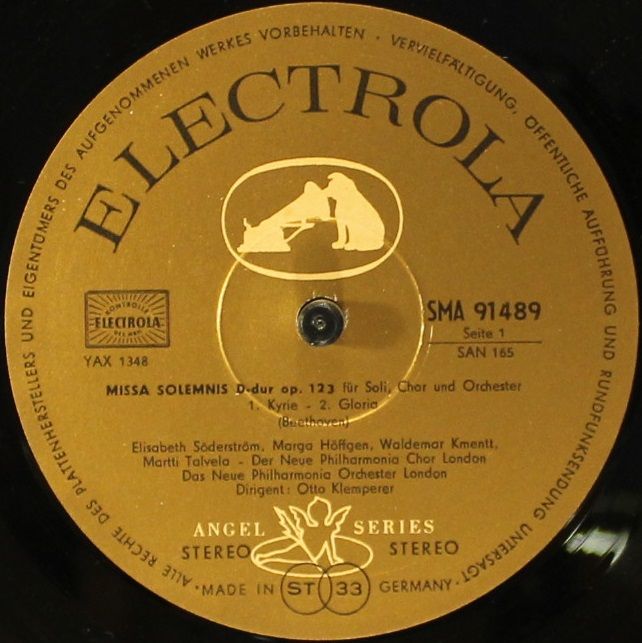 · ALLE RECHTE DES PLATTENHERSTELLERS UND EIGENTÜMERS DES AUFGENOMMENEN WERKES VORBEHALTEN · VERVIELFÄLTIGUNG, ÖFFENTLICHE AUFFÜHRUNG UND RUNDFUNKSENDUNG UNTERSAGT ·
ELECTROLA
KONTROLLE
ELECTROLA
YAX 1348
SMA 91489
Seite 1
SAN 165
MISSA SOLEMNIS D-dur op. 123 für Soli, Chor und Orchester
1. Kyrie - 2. Gloria
(Beethoven)
Elisabeth Söderström, Marga Höffgen, Waldemar Kmentt,
Martti Talvela - Der Neue Philharmonia Chor London
Das Neue Philharmonia Orchester London
Dirigent: Otto Klemperer
ANGEL SERIES
STEREO STEREO
MADE IN ST 33 GERMANY